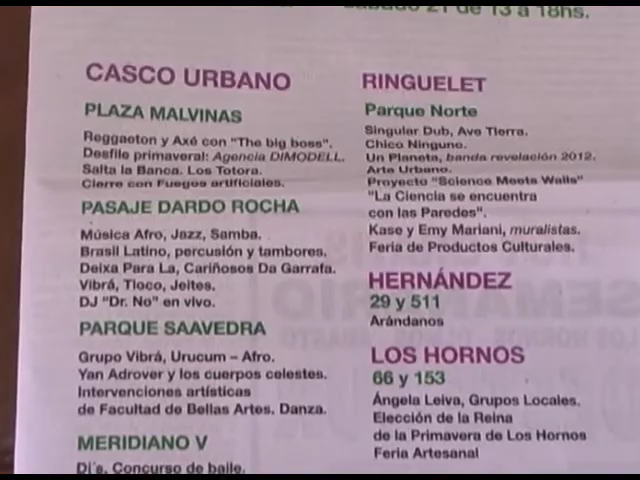 sábado 21 de 13 a 18hs.
CASCO URBANO
PLAZA MALVINAS
Reggaeton y Axé con "The big boss".
Desfile primaveral: Agencia DIMODELL.
Salta la Banca. Los Totora.
Cierre con Fuegos artificiales.
PASAJE DARDO ROCHA
Música Afro, Jazz, Samba.
Brasil Latino, percusión y tambores.
Deixa Para La, Cariñosos Da Garrafa.
Vibrá, Tloco, Jeites.
DJ "Dr. No" en vivo.
PARQUE SAAVEDRA
Grupo Vibrá, Urucum – Afro.
Yan Adrover y los cuerpos celestes.
Intervenciones artísticas
de Facultad de Bellas Artes. Danza.
MERIDIANO V
Dj´s. Concurso de baile.
RINGUELET
Parque Norte
Singular Dub, Ave Tierra.
Chico Ninguno.
Un Planeta, banda revelación 2012.
Arte Urbano.
Proyecto "Science Meets Walls"
"La Ciencia se encuentra
con las Paredes".
Kase y Emy Mariani, muralistas.
Feria de Productos Culturales.
HERNÁNDEZ
29 y 511
Arándanos
LOS HORNOS
66 y 153
Ángela Leiva, Grupos Locales.
Elección de la Reina
de la Primavera de Los Hornos
Feria Artesanal